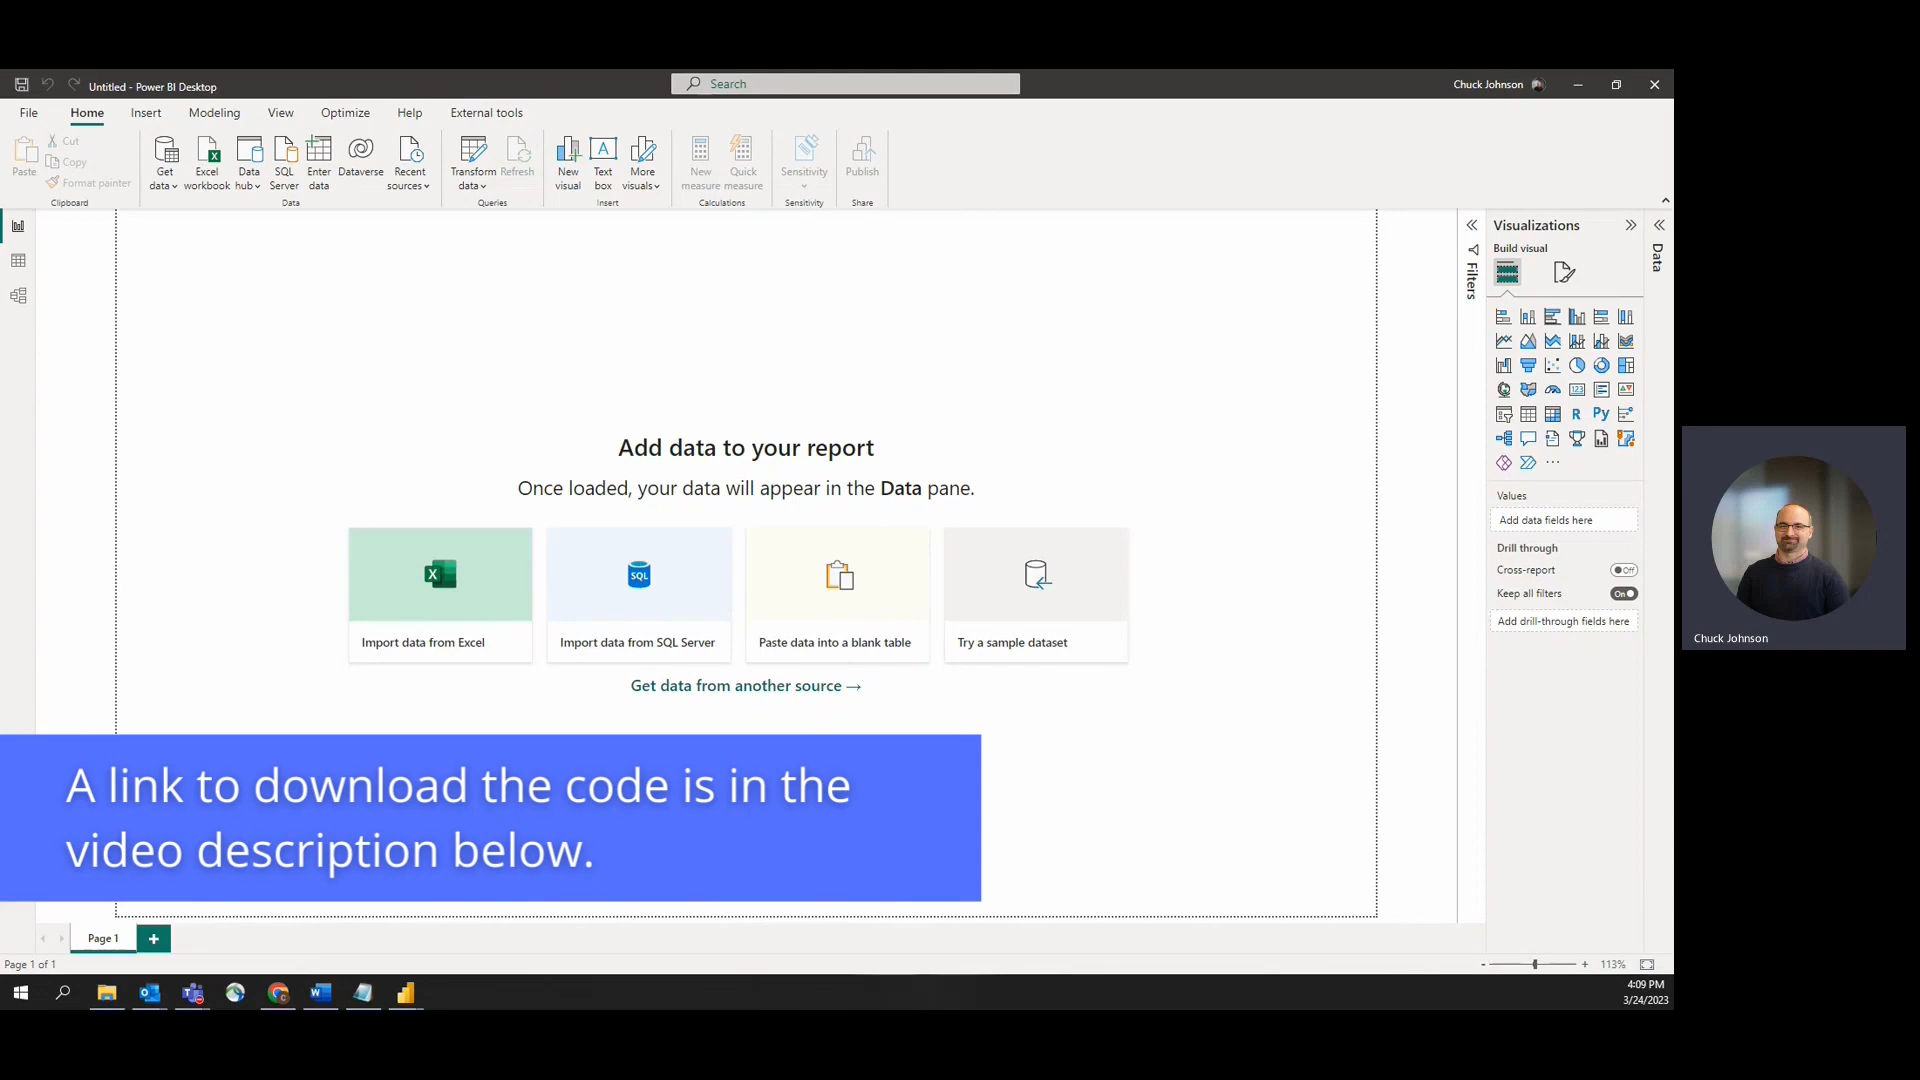 Untitled - Power BI Desktop
Search
Chuck Johnson
File Home Insert Modeling View Optimize Help External tools
Paste
Cut
Copy
Format painter
Clipboard
Get data
Excel workbook
Data hub
SQL Server
Enter data
Dataverse
Recent sources
Data
Transform data
Refresh
Queries
New visual
Text box
More visuals
Insert
New measure
Quick measure
Calculations
Sensitivity
Sensitivity
Publish
Share
Filters
Visualizations
Build visual
Data
123
R
Py
Values
Add data fields here
Drill through
Cross-report
Off
Keep all filters
On
Add drill-through fields here
Add data to your report
Once loaded, your data will appear in the Data pane.
SQL
Import data from Excel
Import data from SQL Server
Paste data into a blank table
Try a sample dataset
Get data from another source →
A link to download the code is in the
video description below.
Chuck Johnson
Page 1
+
Page 1 of 1
- + 113%
4:09 PM
3/24/2023